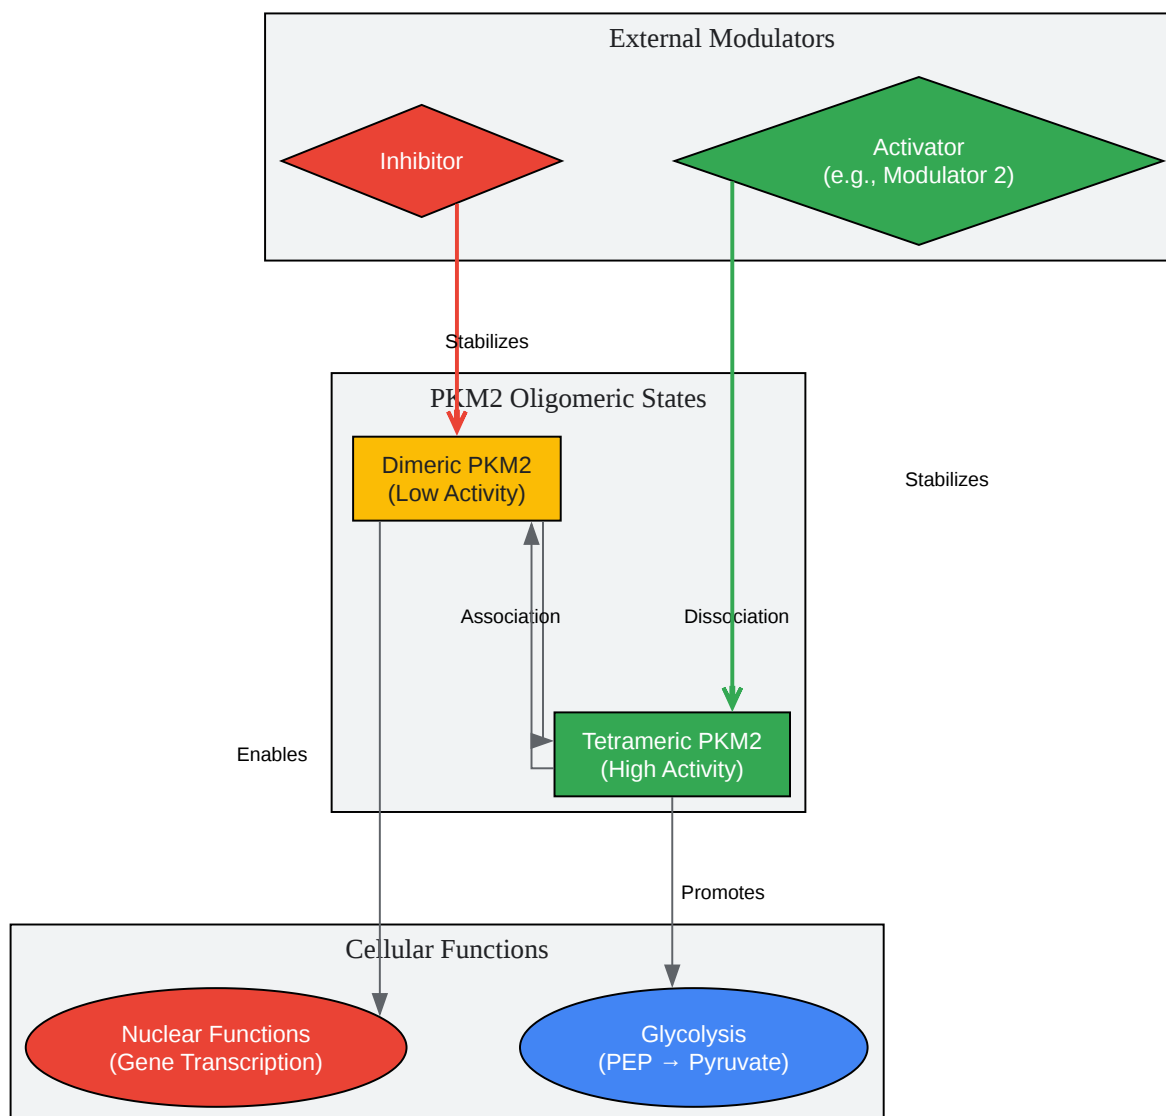 External Modulators
Inhibitor
Activator
(e.g., Modulator 2)
Stabilizes
PKM2 Oligomeric States
Dimeric PKM2
(Low Activity)
Stabilizes
Association
Dissociation
Tetrameric PKM2
(High Activity)
Enables
Promotes
Cellular Functions
Nuclear Functions
(Gene Transcription)
Glycolysis
(PEP → Pyruvate)